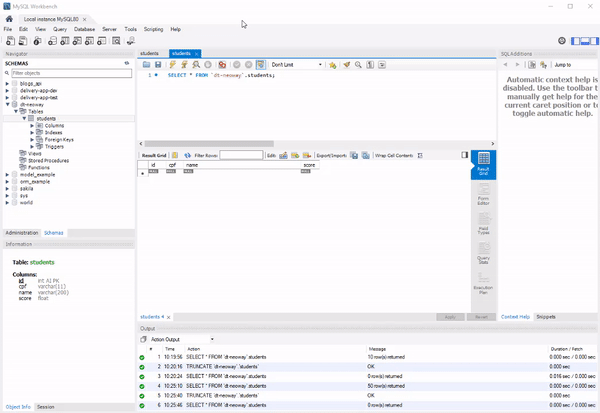 MySQL Workbench
Local instance MySQL80 ×
File Edit View Query Database Server Tools Scripting Help
Navigator
SCHEMAS
Filter objects
blogs_api
delivery-app-dev
delivery-app-test
dt-neoway
Tables
students
Columns
Indexes
Foreign Keys
Triggers
Views
Stored Procedures
Functions
model_example
orm_example
sakila
sys
world
Administration Schemas
Information
Table: students
Columns:
id int AI PK
cpf varchar(11)
name varchar(200)
score float
Object Info Session
students students ×
Don't Limit
1 SELECT * FROM `dt-neoway`.students;
Result Grid Filter Rows: Edit: Export/Import: Wrap Cell Content:
id cpf name score
NULL NULL NULL NULL
Result Grid
Form Editor
Field Types
Query Stats
Execution Plan
students 4 × Apply Revert
SQLAdditions
Jump to
Automatic context help is
disabled. Use the toolbar to
manually get help for the
current caret position or to
toggle automatic help.
Context Help Snippets
Output
Action Output
# Time Action Message Duration / Fetch
1 10:19:56 SELECT * FROM `dt-neoway`.students 10 row(s) returned 0.000 sec / 0.000 sec
2 10:20:16 TRUNCATE `dt-neoway`.`students` OK 0.000 sec
3 10:20:24 SELECT * FROM `dt-neoway`.students 0 row(s) returned 0.016 sec / 0.000 sec
4 10:25:10 SELECT * FROM `dt-neoway`.students 50 row(s) returned 0.000 sec / 0.000 sec
5 10:25:40 TRUNCATE `dt-neoway`.`students` OK 0.000 sec
6 10:25:46 SELECT * FROM `dt-neoway`.students 0 row(s) returned 0.000 sec / 0.000 sec